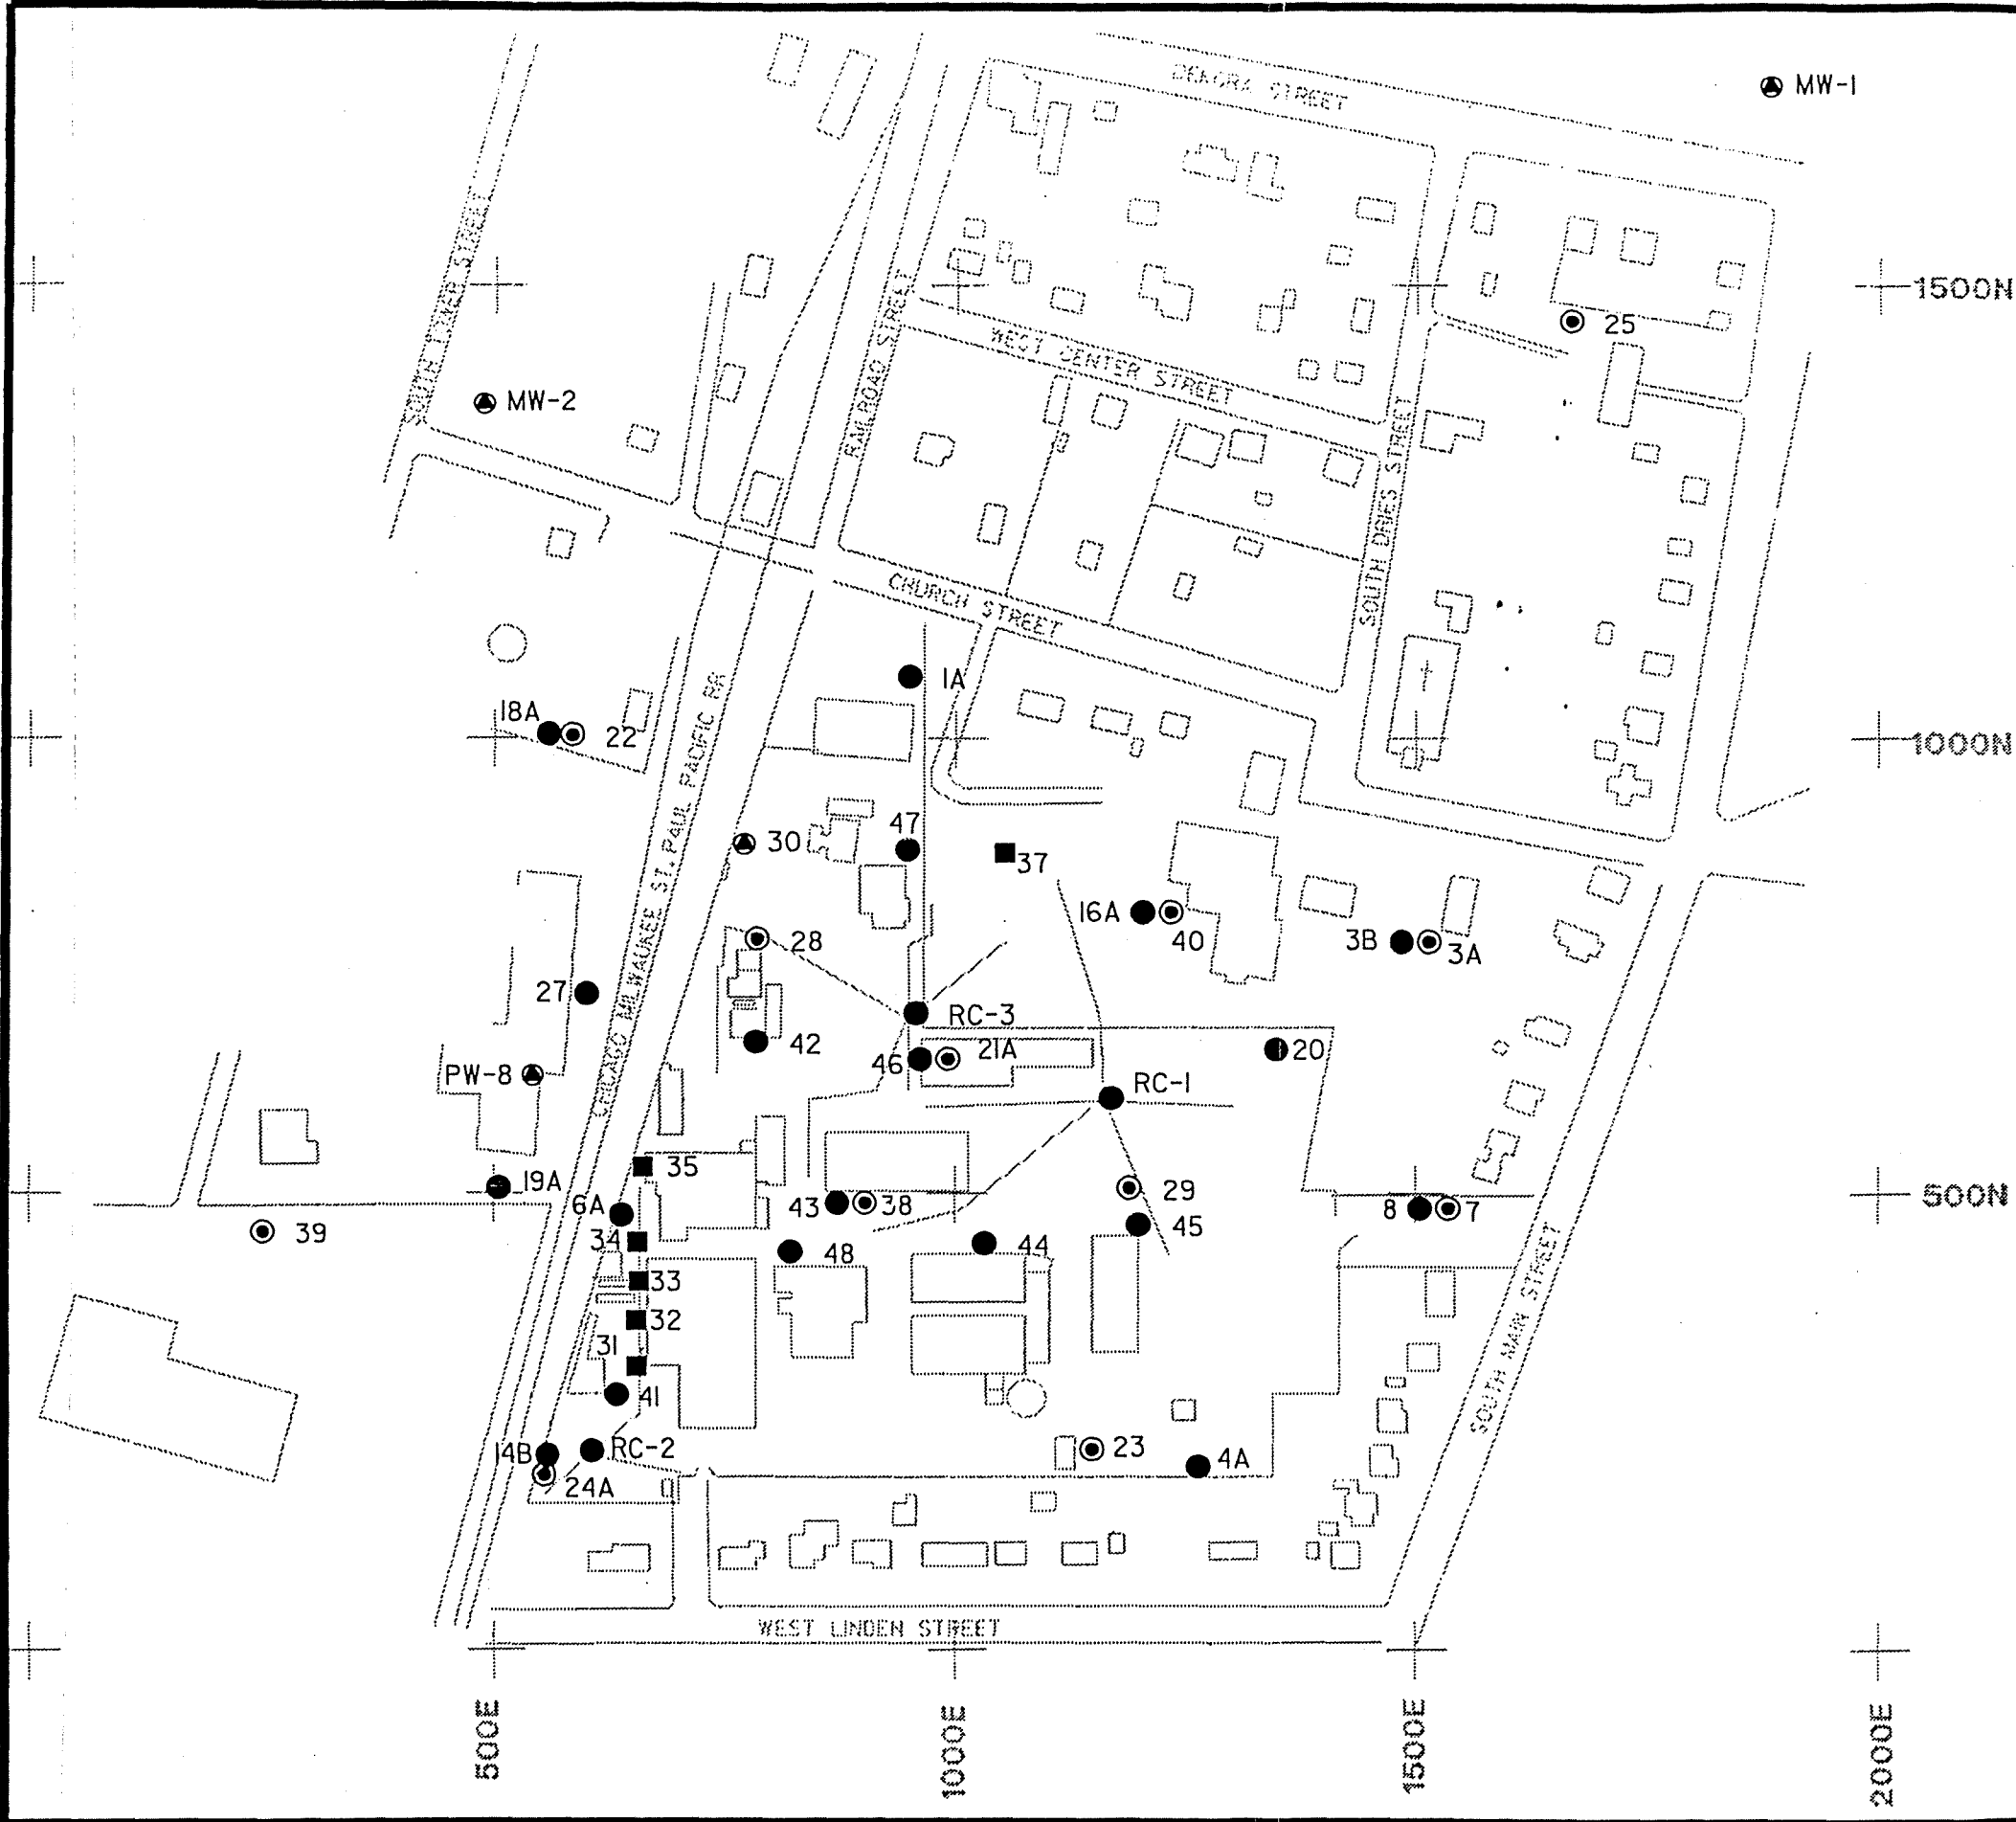 DEKORA STREET
MW-1
SOUTH TOWER STREET
1500N
25
RAILROAD STREET
WEST CENTER STREET
MW-2
SOUTH DRIES STREET
CHURCH STREET
1A
18A
22
1000N
CHICAGO MILWAUKEE ST. PAUL PACIFIC RR
47
30
37
16A
40
28
3B
3A
27
RC-3
42
21A
46
20
PW-8
RC-1
35
19A
29
500N
6A
43
38
8
7
39
34
45
44
48
33
32
31
SOUTH MAIN STREET
41
14B
RC-2
23
4A
24A
WEST LINDEN STREET
500E
1000E
1500E
2000E